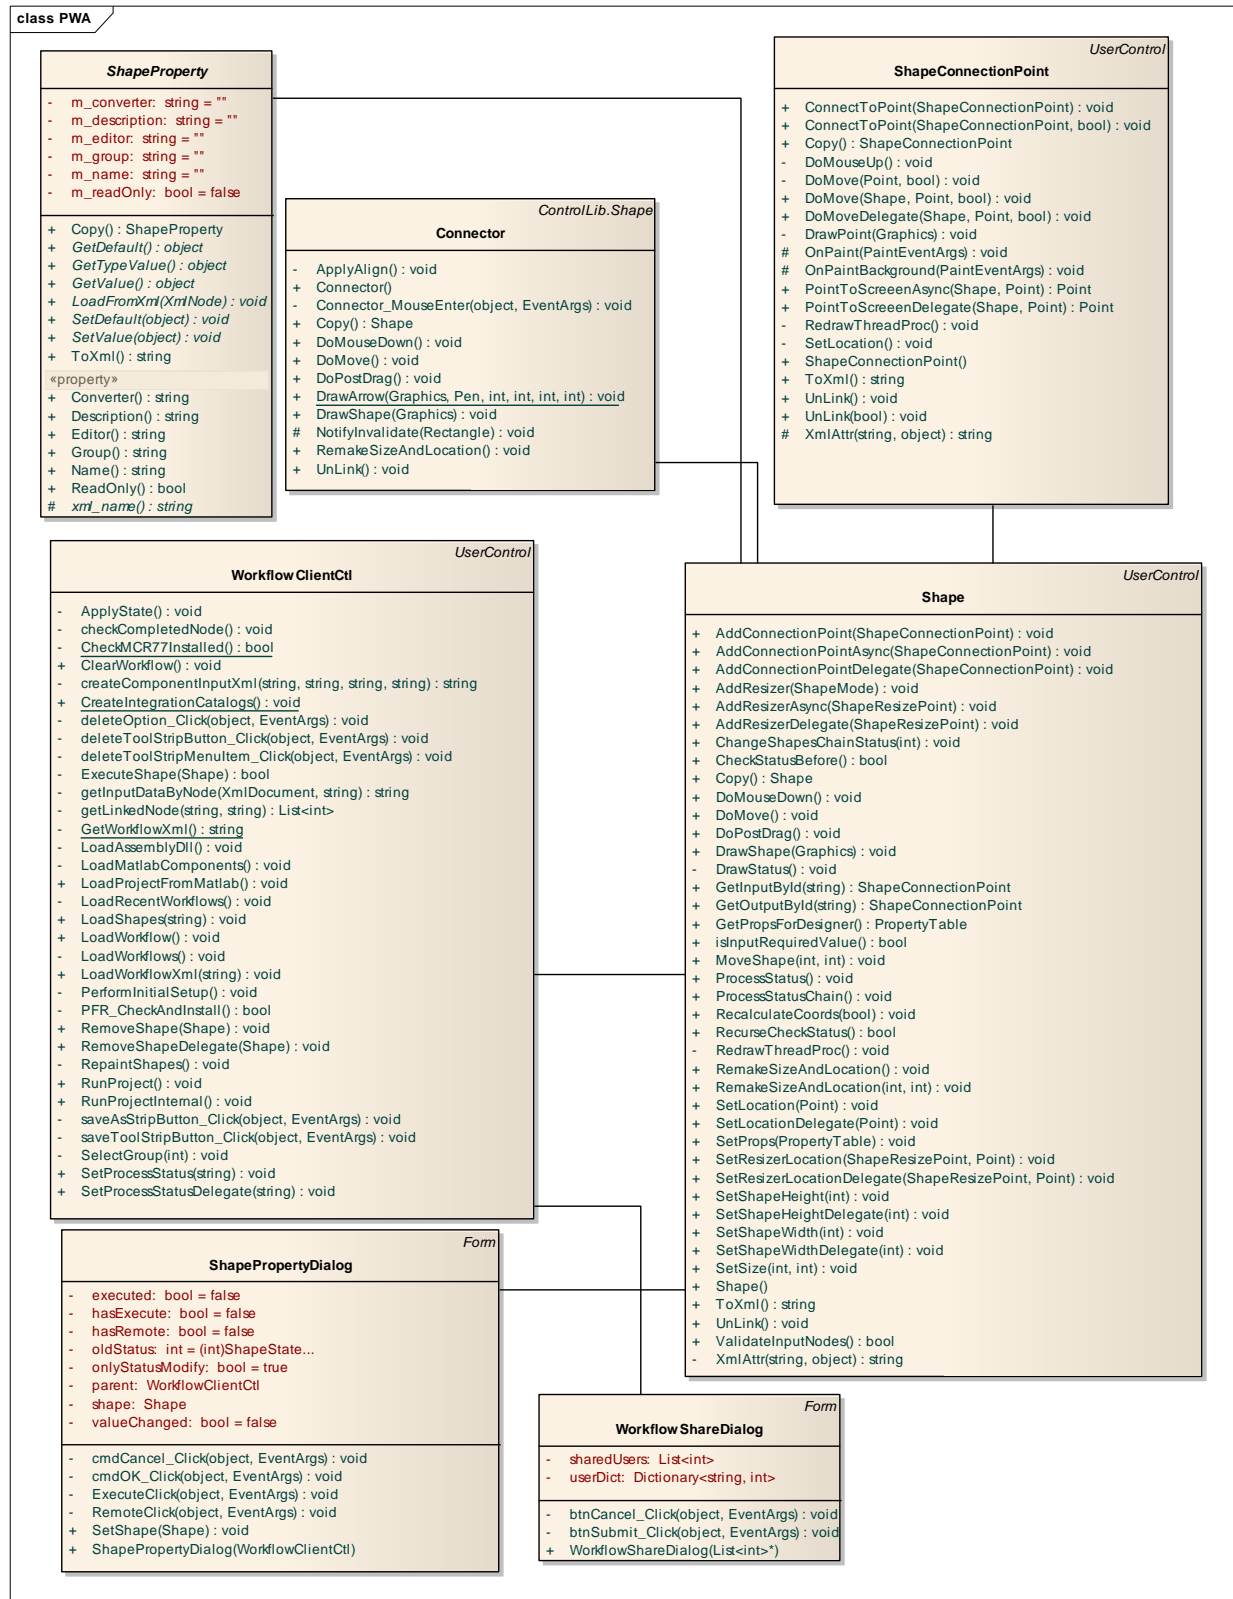 class PWA
ShapeProperty
- m_converter: string = ""
- m_description: string = ""
- m_editor: string = ""
- m_group: string = ""
- m_name: string = ""
- m_readOnly: bool = false
+ Copy() : ShapeProperty
+ GetDefault() : object
+ GetTypeValue() : object
+ GetValue() : object
+ LoadFromXml(XmlNode) : void
+ SetDefault(object) : void
+ SetValue(object) : void
+ ToXml() : string
«property»
+ Converter() : string
+ Description() : string
+ Editor() : string
+ Group() : string
+ Name() : string
+ ReadOnly() : bool
# xml_name() : string
ControlLib.Shape
Connector
- ApplyAlign() : void
+ Connector()
- Connector_MouseEnter(object, EventArgs) : void
+ Copy() : Shape
+ DoMouseDown() : void
+ DoMove() : void
+ DoPostDrag() : void
+ DrawArrow(Graphics, Pen, int, int, int, int) : void
+ DrawShape(Graphics) : void
# NotifyInvalidate(Rectangle) : void
+ RemakeSizeAndLocation() : void
+ UnLink() : void
UserControl
ShapeConnectionPoint
+ ConnectToPoint(ShapeConnectionPoint) : void
+ ConnectToPoint(ShapeConnectionPoint, bool) : void
+ Copy() : ShapeConnectionPoint
- DoMouseUp() : void
- DoMove(Point, bool) : void
+ DoMove(Shape, Point, bool) : void
+ DoMoveDelegate(Shape, Point, bool) : void
- DrawPoint(Graphics) : void
# OnPaint(PaintEventArgs) : void
# OnPaintBackground(PaintEventArgs) : void
+ PointToScreeenAsync(Shape, Point) : Point
+ PointToScreeenDelegate(Shape, Point) : Point
- RedrawThreadProc() : void
- SetLocation() : void
+ ShapeConnectionPoint()
+ ToXml() : string
+ UnLink() : void
+ UnLink(bool) : void
# XmlAttr(string, object) : string
UserControl
WorkflowClientCtl
- ApplyState() : void
- checkCompletedNode() : void
- CheckMCR77Installed() : bool
+ ClearWorkflow() : void
- createComponentInputXml(string, string, string, string) : string
+ CreateIntegrationCatalogs() : void
- deleteOption_Click(object, EventArgs) : void
- deleteToolStripButton_Click(object, EventArgs) : void
- deleteToolStripMenuItem_Click(object, EventArgs) : void
- ExecuteShape(Shape) : bool
- getInputDataByNode(XmlDocument, string) : string
- getLinkedNode(string, string) : List<int>
- GetWorkflowXml() : string
- LoadAssemblyDll() : void
- LoadMatlabComponents() : void
+ LoadProjectFromMatlab() : void
- LoadRecentWorkflows() : void
+ LoadShapes(string) : void
+ LoadWorkflow() : void
- LoadWorkflows() : void
+ LoadWorkflowXml(string) : void
- PerformInitialSetup() : void
- PFR_CheckAndInstall() : bool
+ RemoveShape(Shape) : void
+ RemoveShapeDelegate(Shape) : void
- RepaintShapes() : void
+ RunProject() : void
+ RunProjectInternal() : void
- saveAsStripButton_Click(object, EventArgs) : void
- saveToolStripButton_Click(object, EventArgs) : void
- SelectGroup(int) : void
+ SetProcessStatus(string) : void
+ SetProcessStatusDelegate(string) : void
UserControl
Shape
+ AddConnectionPoint(ShapeConnectionPoint) : void
+ AddConnectionPointAsync(ShapeConnectionPoint) : void
+ AddConnectionPointDelegate(ShapeConnectionPoint) : void
+ AddResizer(ShapeMode) : void
+ AddResizerAsync(ShapeResizePoint) : void
+ AddResizerDelegate(ShapeResizePoint) : void
+ ChangeShapesChainStatus(int) : void
+ CheckStatusBefore() : bool
+ Copy() : Shape
+ DoMouseDown() : void
+ DoMove() : void
+ DoPostDrag() : void
+ DrawShape(Graphics) : void
- DrawStatus() : void
+ GetInputById(string) : ShapeConnectionPoint
+ GetOutputById(string) : ShapeConnectionPoint
+ GetPropsForDesigner() : PropertyTable
+ isInputRequiredValue() : bool
+ MoveShape(int, int) : void
+ ProcessStatus() : void
+ ProcessStatusChain() : void
+ RecalculateCoords(bool) : void
+ RecurseCheckStatus() : bool
- RedrawThreadProc() : void
+ RemakeSizeAndLocation() : void
+ RemakeSizeAndLocation(int, int) : void
+ SetLocation(Point) : void
+ SetLocationDelegate(Point) : void
+ SetProps(PropertyTable) : void
+ SetResizerLocation(ShapeResizePoint, Point) : void
+ SetResizerLocationDelegate(ShapeResizePoint, Point) : void
+ SetShapeHeight(int) : void
+ SetShapeHeightDelegate(int) : void
+ SetShapeWidth(int) : void
+ SetShapeWidthDelegate(int) : void
+ SetSize(int, int) : void
+ Shape()
+ ToXml() : string
+ UnLink() : void
+ ValidateInputNodes() : bool
- XmlAttr(string, object) : string
Form
ShapePropertyDialog
- executed: bool = false
- hasExecute: bool = false
- hasRemote: bool = false
- oldStatus: int = (int)ShapeState...
- onlyStatusModify: bool = true
- parent: WorkflowClientCtl
- shape: Shape
- valueChanged: bool = false
- cmdCancel_Click(object, EventArgs) : void
- cmdOK_Click(object, EventArgs) : void
- ExecuteClick(object, EventArgs) : void
- RemoteClick(object, EventArgs) : void
+ SetShape(Shape) : void
+ ShapePropertyDialog(WorkflowClientCtl)
Form
WorkflowShareDialog
- sharedUsers: List<int>
- userDict: Dictionary<string, int>
- btnCancel_Click(object, EventArgs) : void
- btnSubmit_Click(object, EventArgs) : void
+ WorkflowShareDialog(List<int>*)